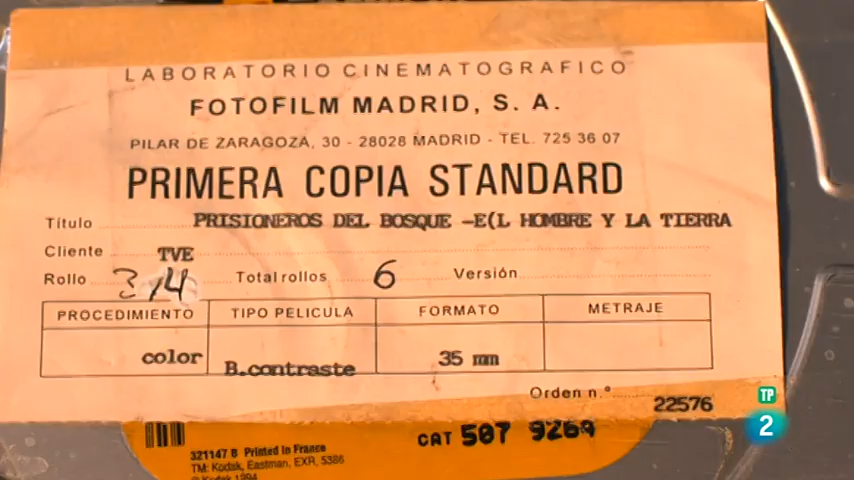 LABORATORIO CINEMATOGRAFICO
FOTOFILM MADRID, S. A.
PILAR DE ZARAGOZA, 30 - 28028 MADRID - TEL. 725 36 07
PRIMERA COPIA STANDARD
Título PRISIONEROS DEL BOSQUE -E(L HOMBRE Y LA TIERRA
Cliente TVE
Rollo 3 y 4 Total rollos 6 Versión
PROCEDIMIENTO TIPO PELICULA FORMATO METRAJE
color B.contraste 35 mm
Orden n.º 22576
TP
2
321147 B Printed in France
CAT 507 9269
TM: Kodak, Eastman, EXR, 5386
© Kodak 1994